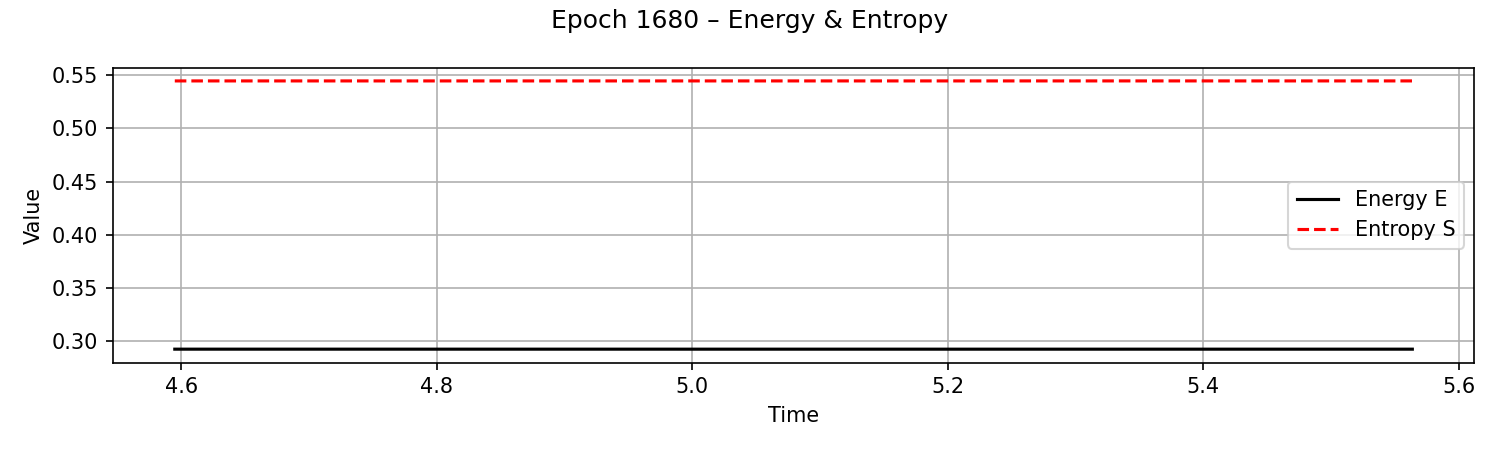 Epoch 1680 – Energy & Entropy
0.55
0.50
0.45
0.40
0.35
0.30
Value
Energy E
Entropy S
4.6 4.8 5.0 5.2 5.4 5.6
Time